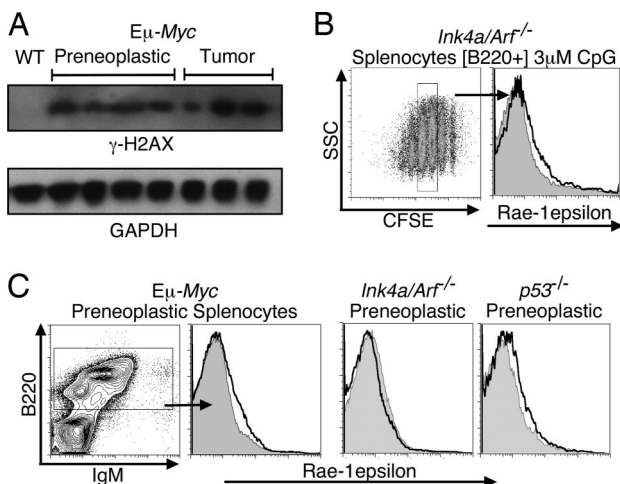 A
Eμ-Myc
WT Preneoplastic Tumor
γ-H2AX
GAPDH
B
Ink4a/Arf-/-
Splenocytes [B220+] 3μM CpG
SSC
CFSE
Rae-1epsilon
C
Eμ-Myc
Preneoplastic Splenocytes
Ink4a/Arf-/-
Preneoplastic
p53-/-
Preneoplastic
B220
IgM
Rae-1epsilon